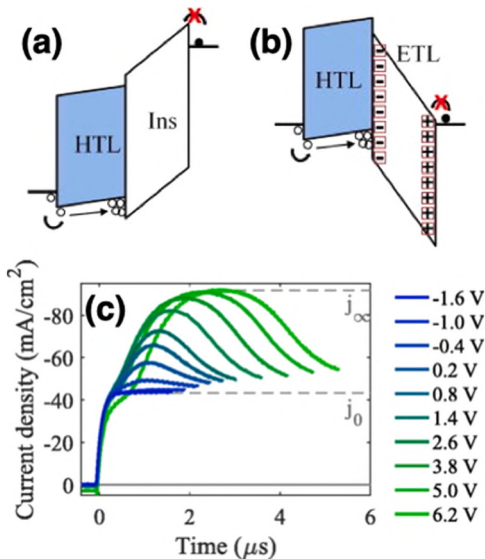 (a)
HTL
Ins
(b)
HTL
ETL
(c)
Current density (mA/cm²)
-80
-60
-40
-20
0
j∞
j0
0
2
4
6
Time (μs)
-1.6 V
-1.0 V
-0.4 V
0.2 V
0.8 V
1.4 V
2.6 V
3.8 V
5.0 V
6.2 V